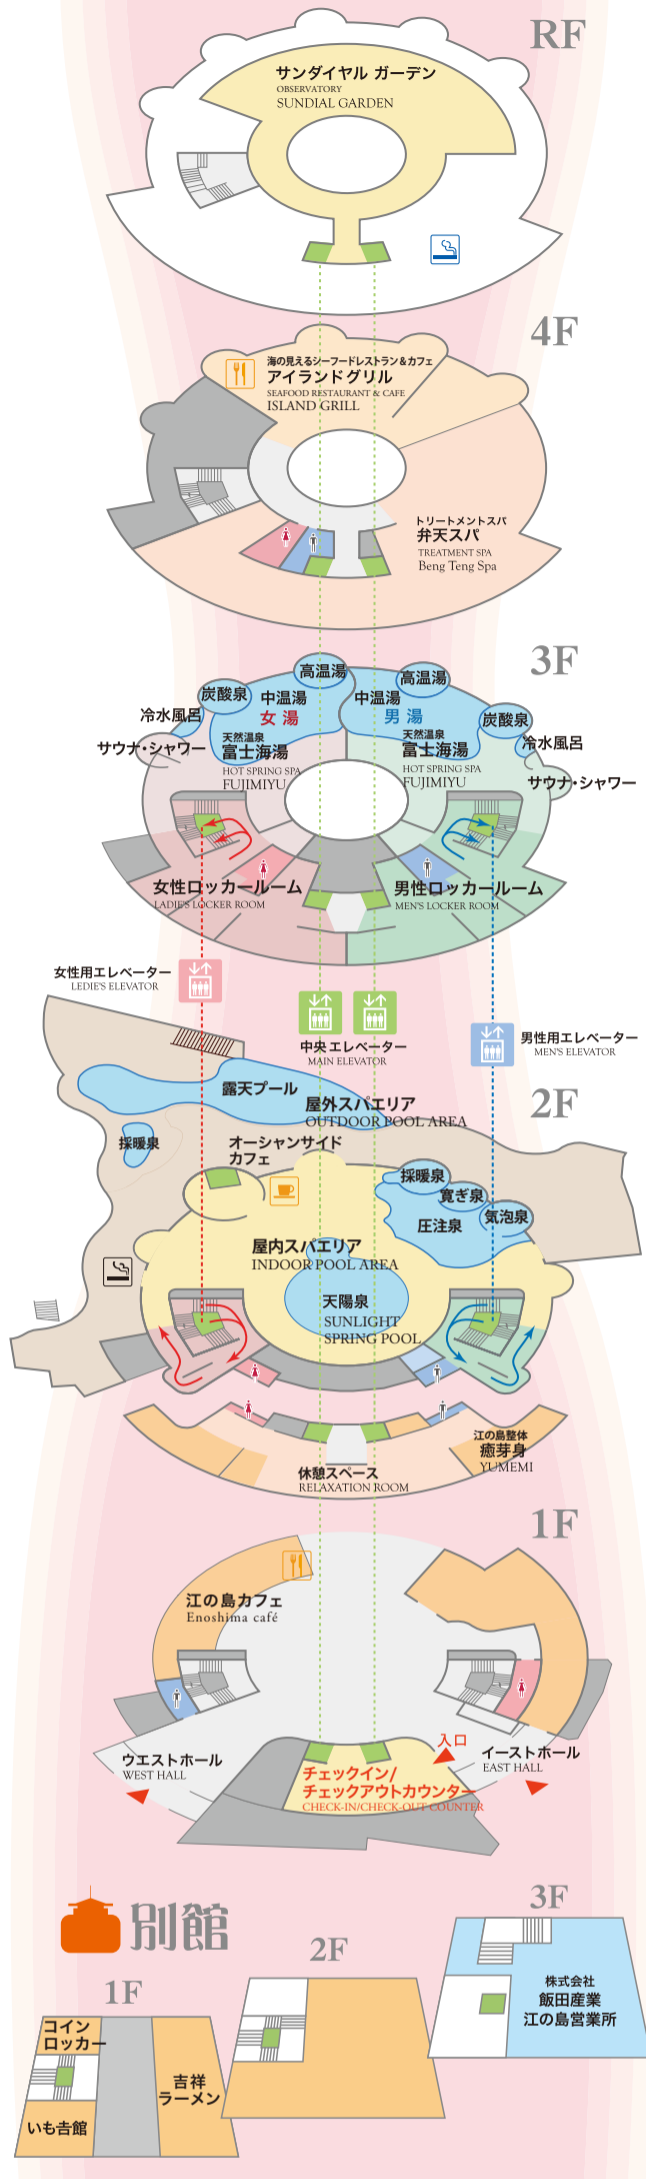 RF
サンダイヤル ガーデン
OBSERVATORY
SUNDIAL GARDEN
4F
海の見えるシーフードレストラン&カフェ
アイランドグリル
SEAFOOD RESTAURANT & CAFE
ISLAND GRILL
トリートメントスパ
弁天スパ
TREATMENT SPA
Beng Teng Spa
3F
高温湯
高温湯
炭酸泉
中温湯
中温湯
炭酸泉
冷水風呂
女湯
男湯
冷水風呂
サウナ・シャワー
天然温泉
富士海湯
HOT SPRING SPA
FUJIMIYU
天然温泉
富士海湯
HOT SPRING SPA
FUJIMIYU
サウナ・シャワー
女性ロッカールーム
LADIE'S LOCKER ROOM
男性ロッカールーム
MEN'S LOCKER ROOM
女性用エレベーター
LEDIE'S ELEVATOR
中央エレベーター
MAIN ELEVATOR
男性用エレベーター
MEN'S ELEVATOR
2F
露天プール
屋外スパエリア
OUTDOOR POOL AREA
採暖泉
オーシャンサイド
カフェ
採暖泉
寛ぎ泉
気泡泉
圧注泉
屋内スパエリア
INDOOR POOL AREA
天陽泉
SUNLIGHT
SPRING POOL
江の島整体
癒芽身
YUMEMI
休憩スペース
RELAXATION ROOM
1F
江の島カフェ
Enoshima café
ウエストホール
WEST HALL
入口
イーストホール
EAST HALL
チェックイン/
チェックアウトカウンター
CHECK-IN/CHECK-OUT COUNTER
別館
3F
株式会社
飯田産業
江の島営業所
2F
1F
コイン
ロッカー
吉祥
ラーメン
いも吉館